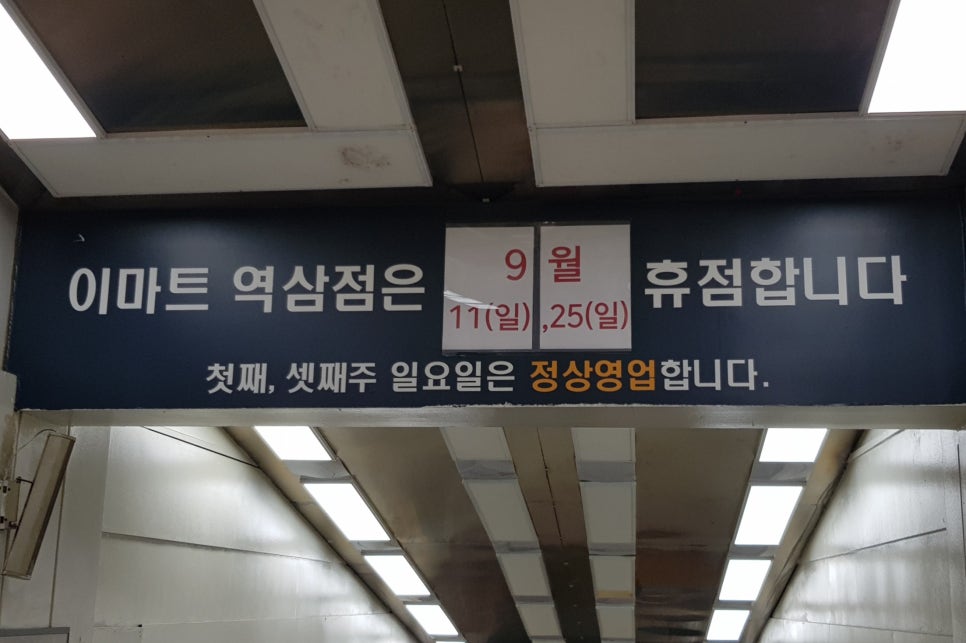 이마트 역삼점은 9월 11(일),25(일) 휴점합니다
첫째, 셋째주 일요일은 정상영업합니다.